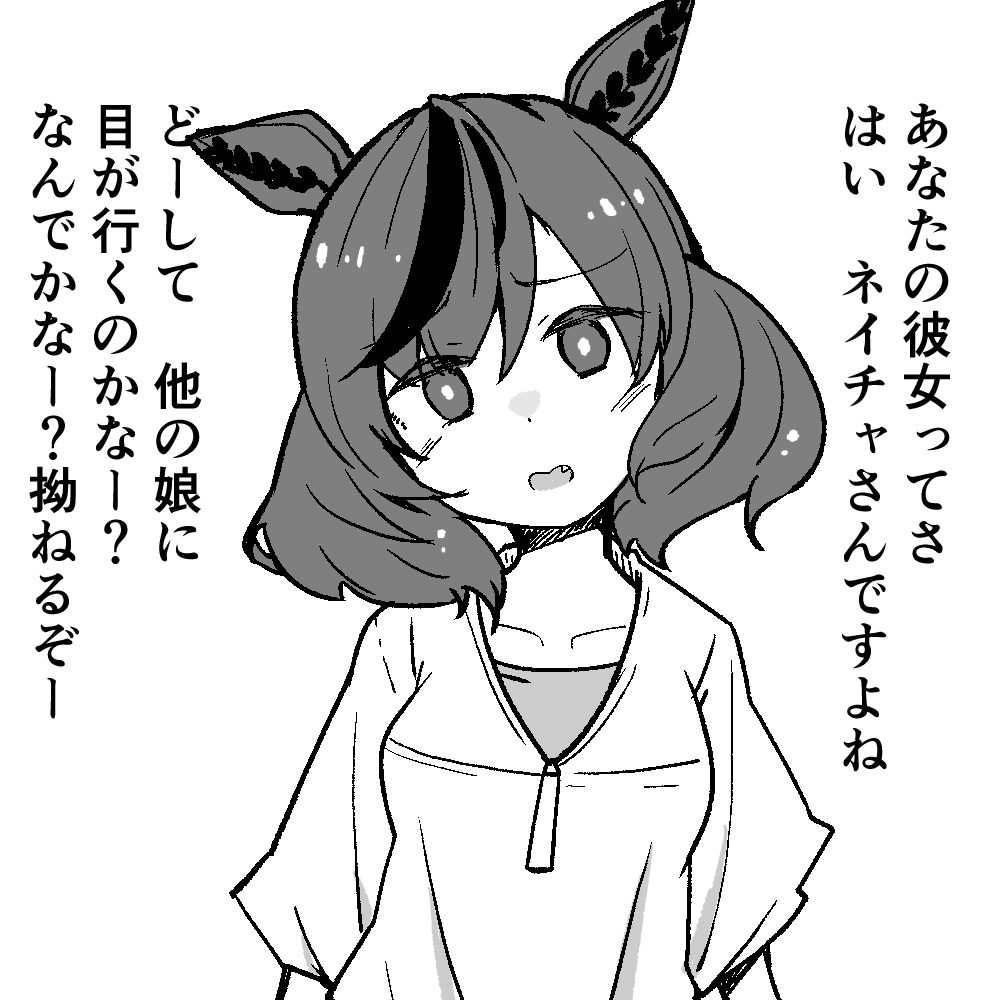 あなたの彼女ってさ
はい　ネイチャさんですよね
どーして　他の娘に
目が行くのかなー？
なんでかなー？拗ねるぞー